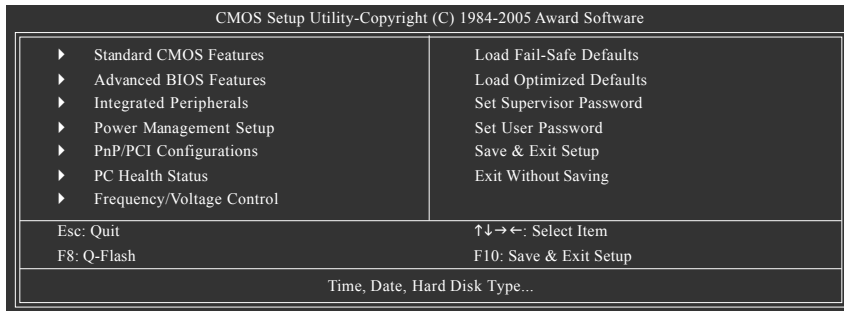 CMOS Setup Utility-Copyright (C) 1984-2005 Award Software
Standard CMOS Features
Advanced BIOS Features
Integrated Peripherals
Power Management Setup
PnP/PCI Configurations
PC Health Status
Frequency/Voltage Control
Load Fail-Safe Defaults
Load Optimized Defaults
Set Supervisor Password
Set User Password
Save & Exit Setup
Exit Without Saving
Esc: Quit
↑↓→←: Select Item
F8: Q-Flash
F10: Save & Exit Setup
Time, Date, Hard Disk Type...